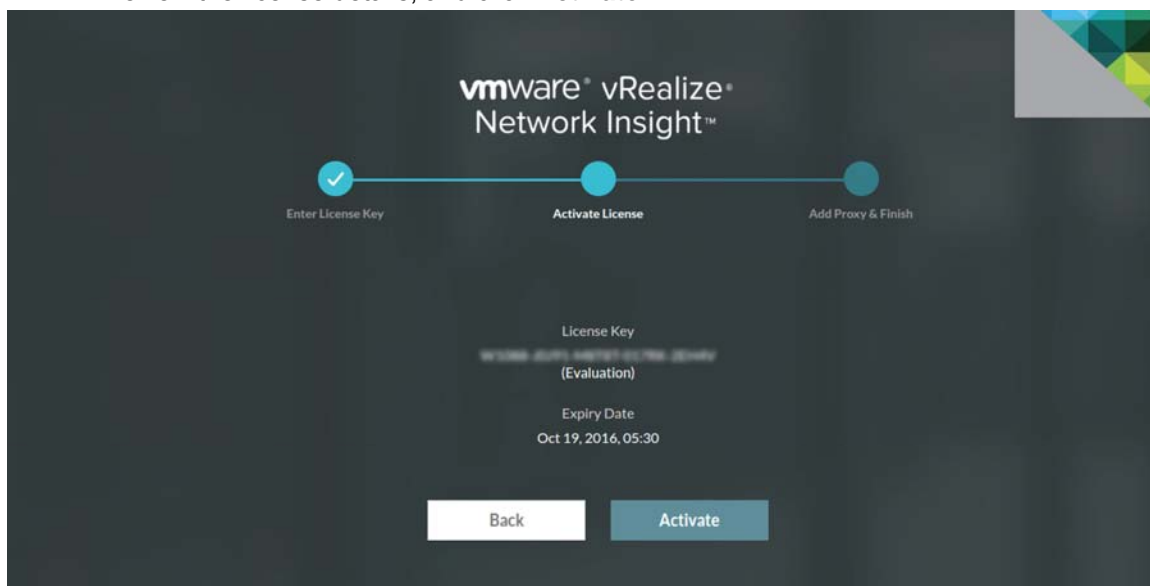 vmware® vRealize®
Network Insight™
Enter License Key
Activate License
Add Proxy & Finish
License Key
(Evaluation)
Expiry Date
Oct 19, 2016, 05:30
Back
Activate